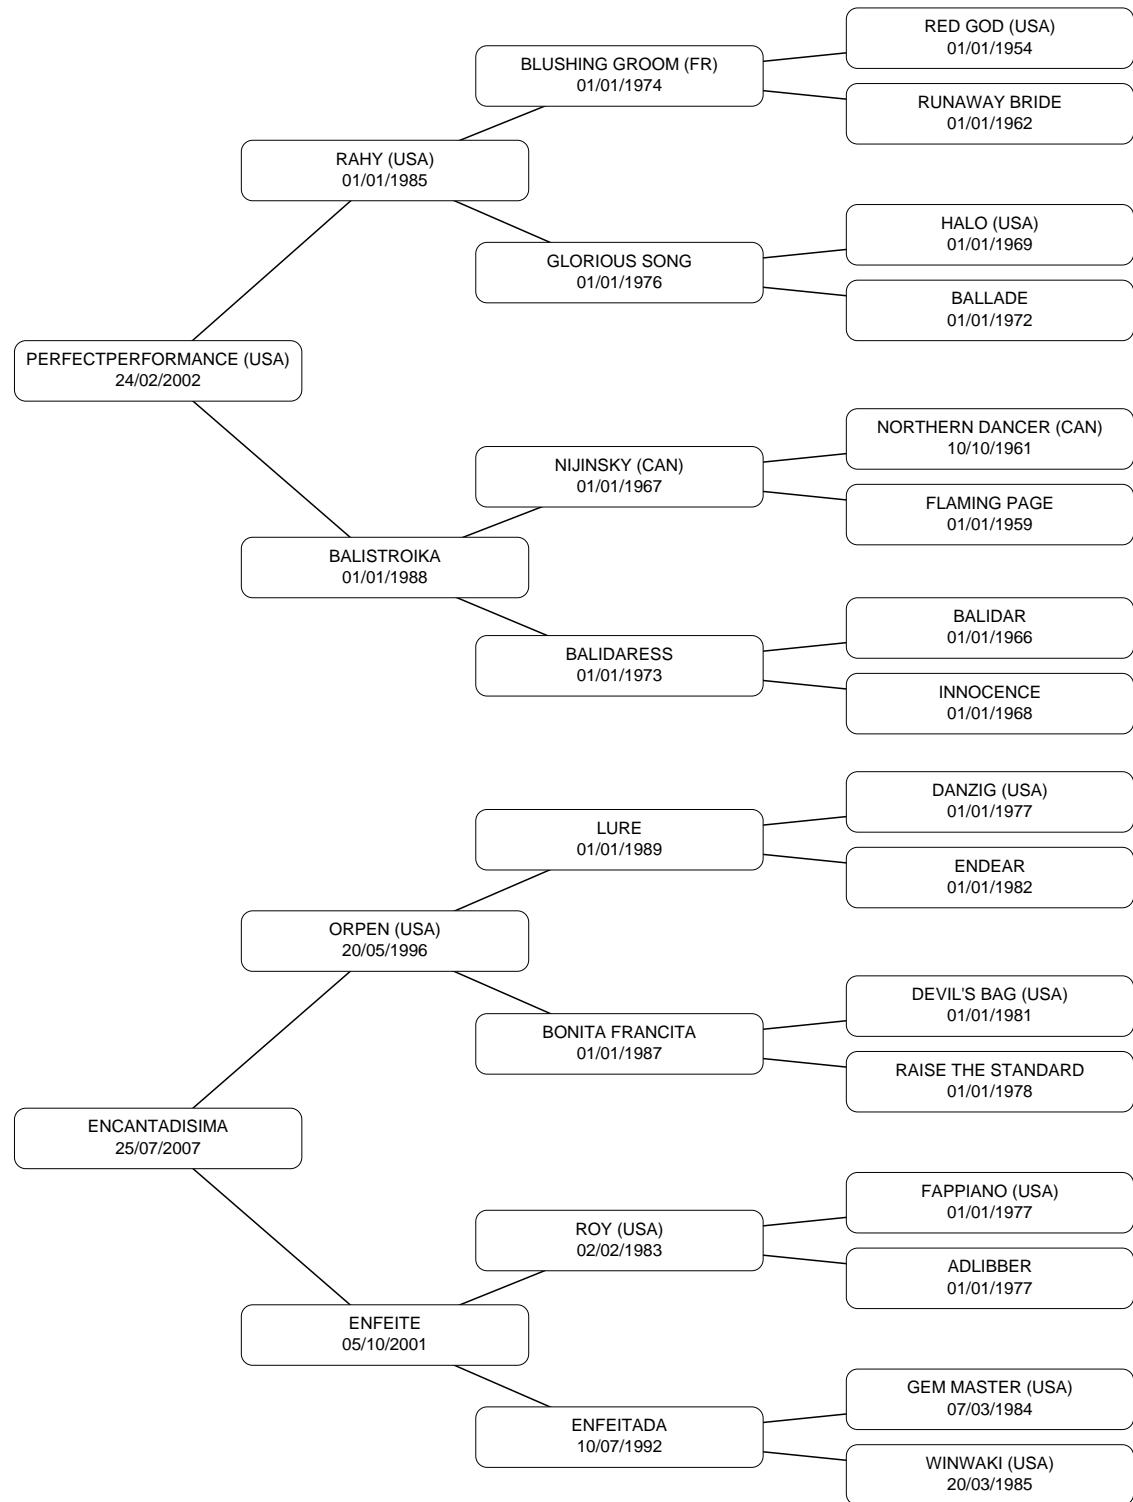 RED GOD (USA)
01/01/1954
BLUSHING GROOM (FR)
01/01/1974
RUNAWAY BRIDE
01/01/1962
RAHY (USA)
01/01/1985
HALO (USA)
01/01/1969
GLORIOUS SONG
01/01/1976
BALLADE
01/01/1972
PERFECTPERFORMANCE (USA)
24/02/2002
NORTHERN DANCER (CAN)
10/10/1961
NIJINSKY (CAN)
01/01/1967
FLAMING PAGE
01/01/1959
BALISTROIKA
01/01/1988
BALIDAR
01/01/1966
BALIDARESS
01/01/1973
INNOCENCE
01/01/1968
DANZIG (USA)
01/01/1977
LURE
01/01/1989
ENDEAR
01/01/1982
ORPEN (USA)
20/05/1996
DEVIL'S BAG (USA)
01/01/1981
BONITA FRANCITA
01/01/1987
RAISE THE STANDARD
01/01/1978
ENCANTADISIMA
25/07/2007
FAPPIANO (USA)
01/01/1977
ROY (USA)
02/02/1983
ADLIBBER
01/01/1977
ENFEITE
05/10/2001
GEM MASTER (USA)
07/03/1984
ENFEITADA
10/07/1992
WINWAKI (USA)
20/03/1985